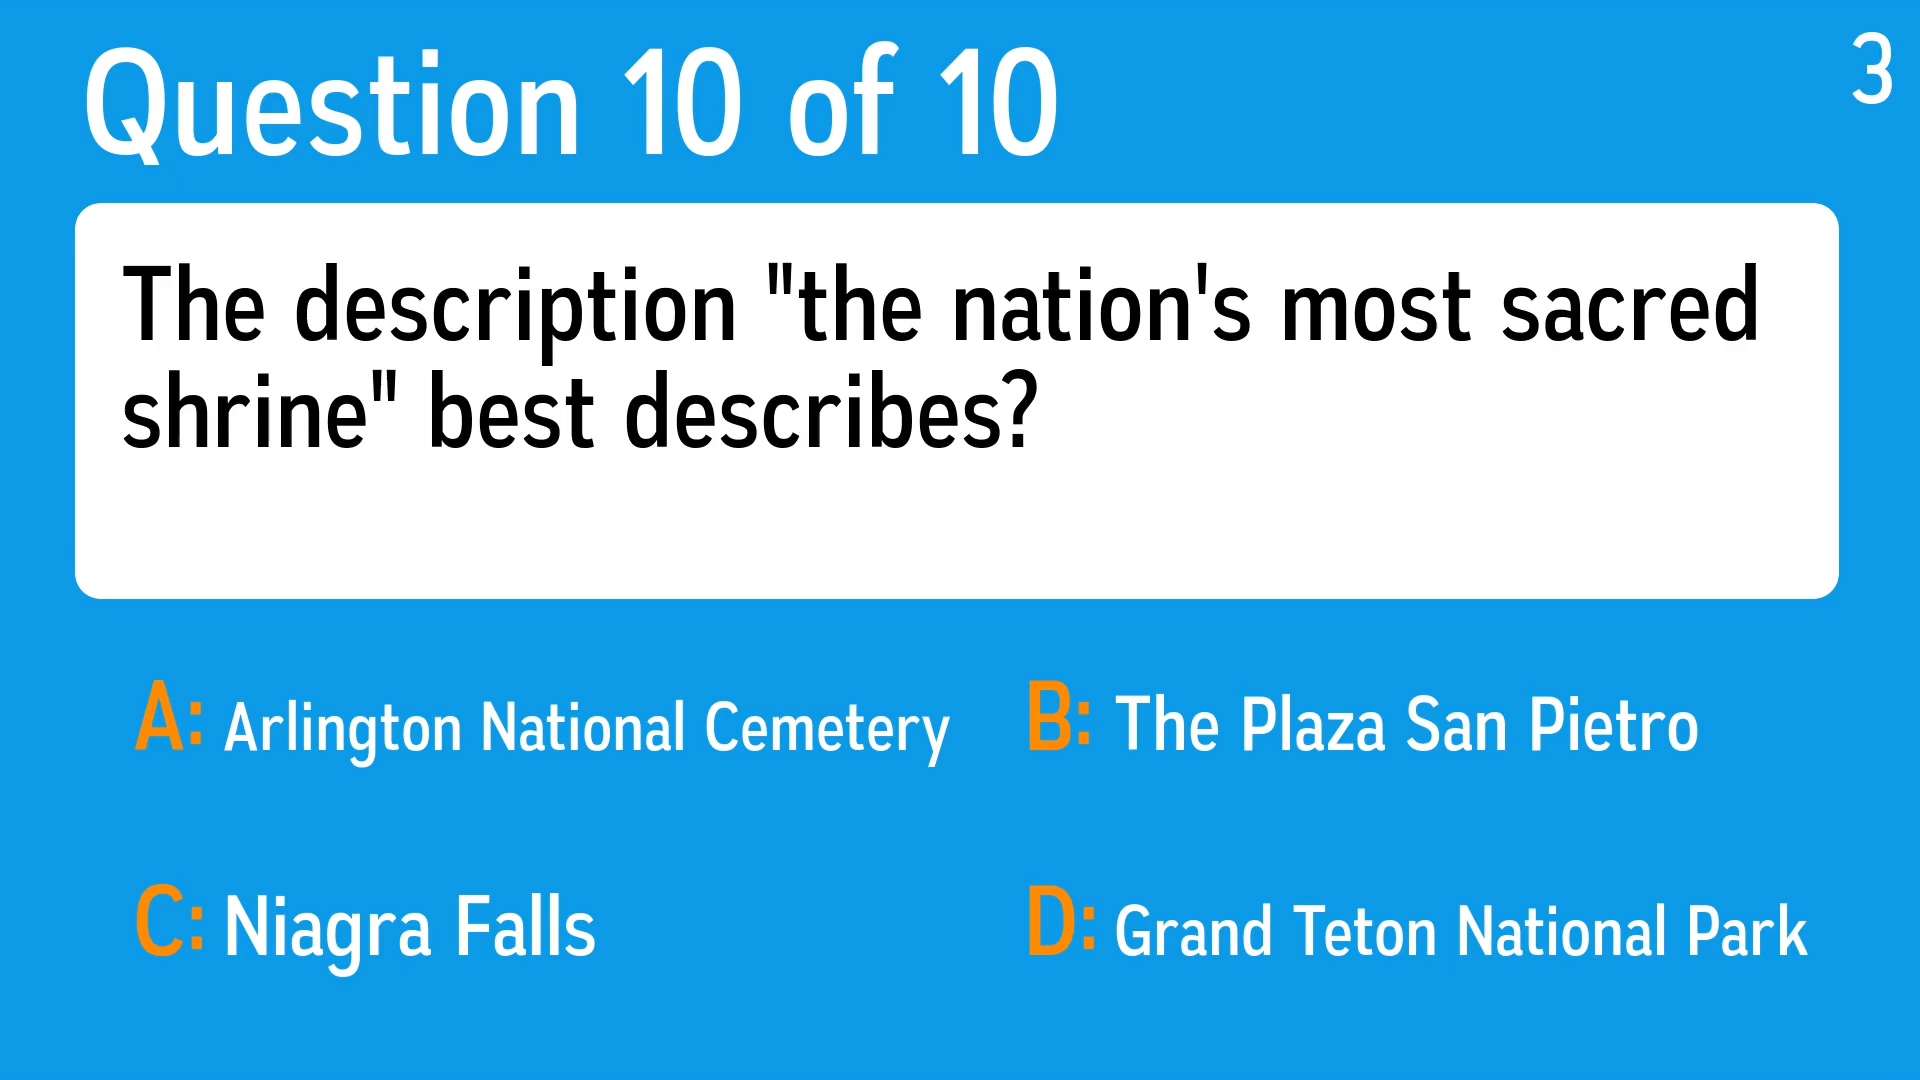 Question 10 of 10
3
The description "the nation's most sacred
shrine" best describes?
A: Arlington National Cemetery
B: The Plaza San Pietro
C: Niagra Falls
D: Grand Teton National Park